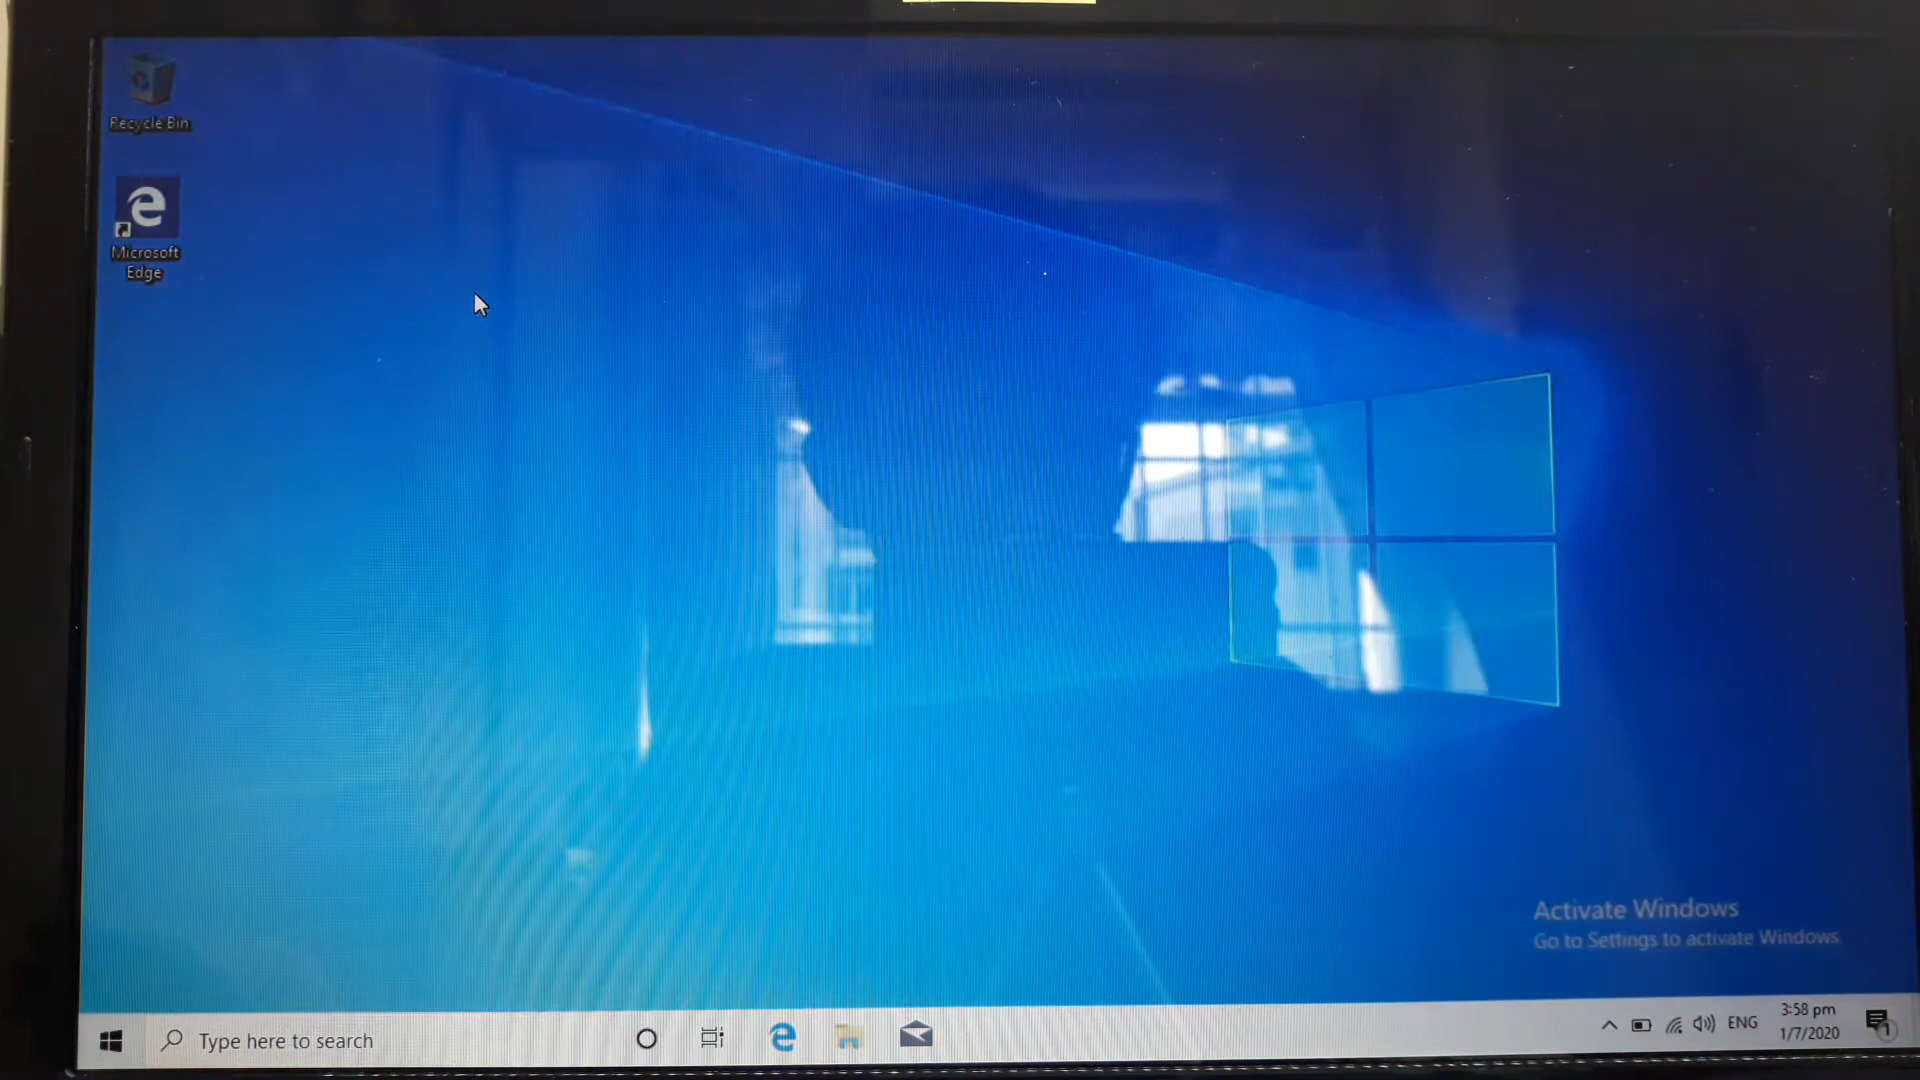 Recycle Bin
Microsoft
Edge
Activate Windows
Go to Settings to activate Windows.
Type here to search
ENG
3:58 pm
1/7/2020
1